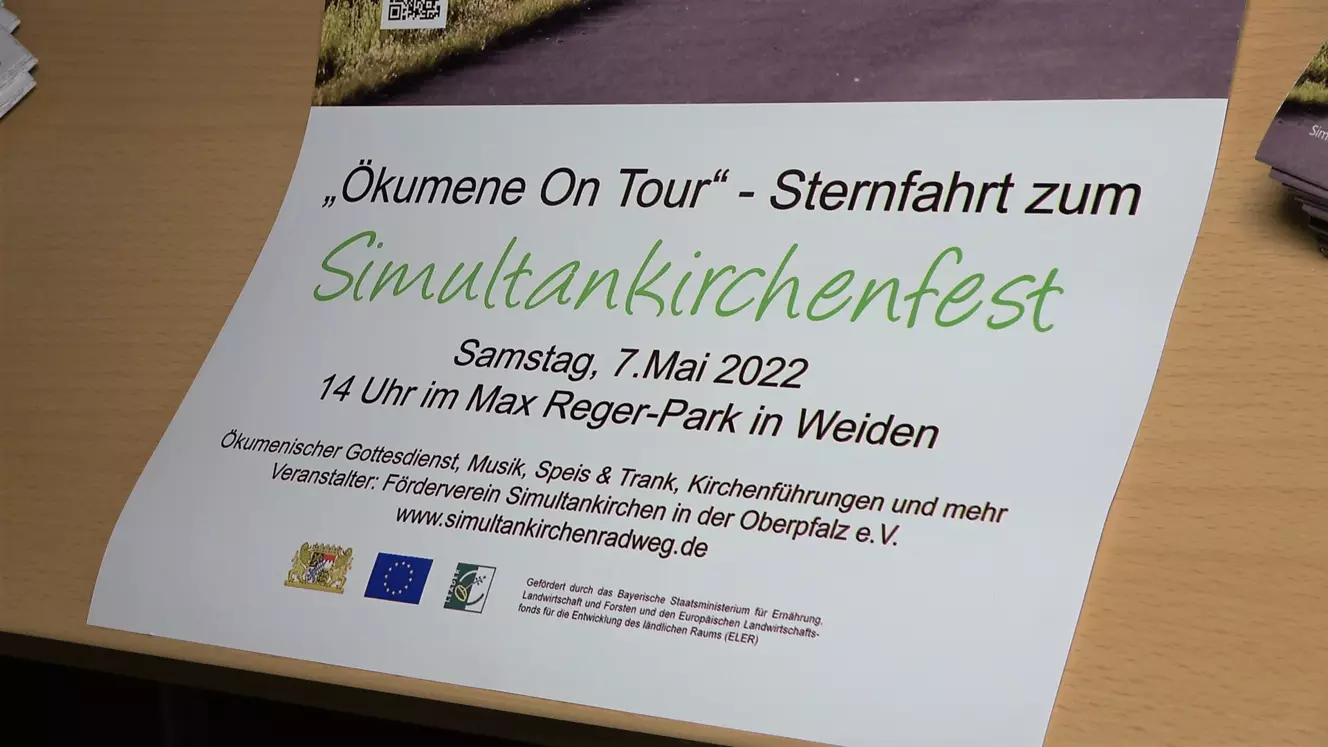 „Ökumene On Tour“ - Sternfahrt zum
Simultankirchenfest
Samstag, 7.Mai 2022
14 Uhr im Max Reger-Park in Weiden
Ökumenischer Gottesdienst, Musik, Speis & Trank, Kirchenführungen und mehr
Veranstalter: Förderverein Simultankirchen in der Oberpfalz e.V.
www.simultankirchenradweg.de
LEADER
Gefördert durch das Bayerische Staatsministerium für Ernährung,
Landwirtschaft und Forsten und den Europäischen Landwirtschafts-
fonds für die Entwicklung des ländlichen Raums (ELER)